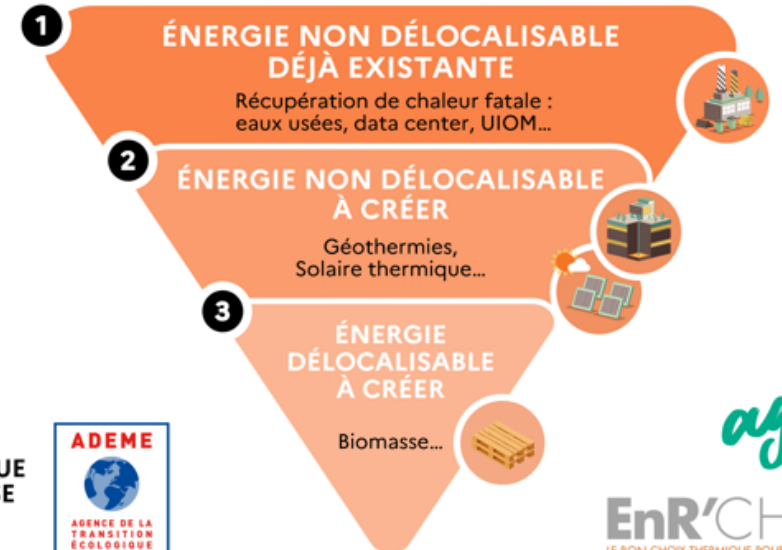 1
ÉNERGIE NON DÉLOCALISABLE
DÉJÀ EXISTANTE
Récupération de chaleur fatale :
eaux usées, data center, UIOM...
2
ÉNERGIE NON DÉLOCALISABLE
À CRÉER
Géothermies,
Solaire thermique...
3
ÉNERGIE
DÉLOCALISABLE
À CRÉER
Biomasse...
ADEME
AGENCE DE LA
TRANSITION
ÉCOLOGIQUE
EnR'CH